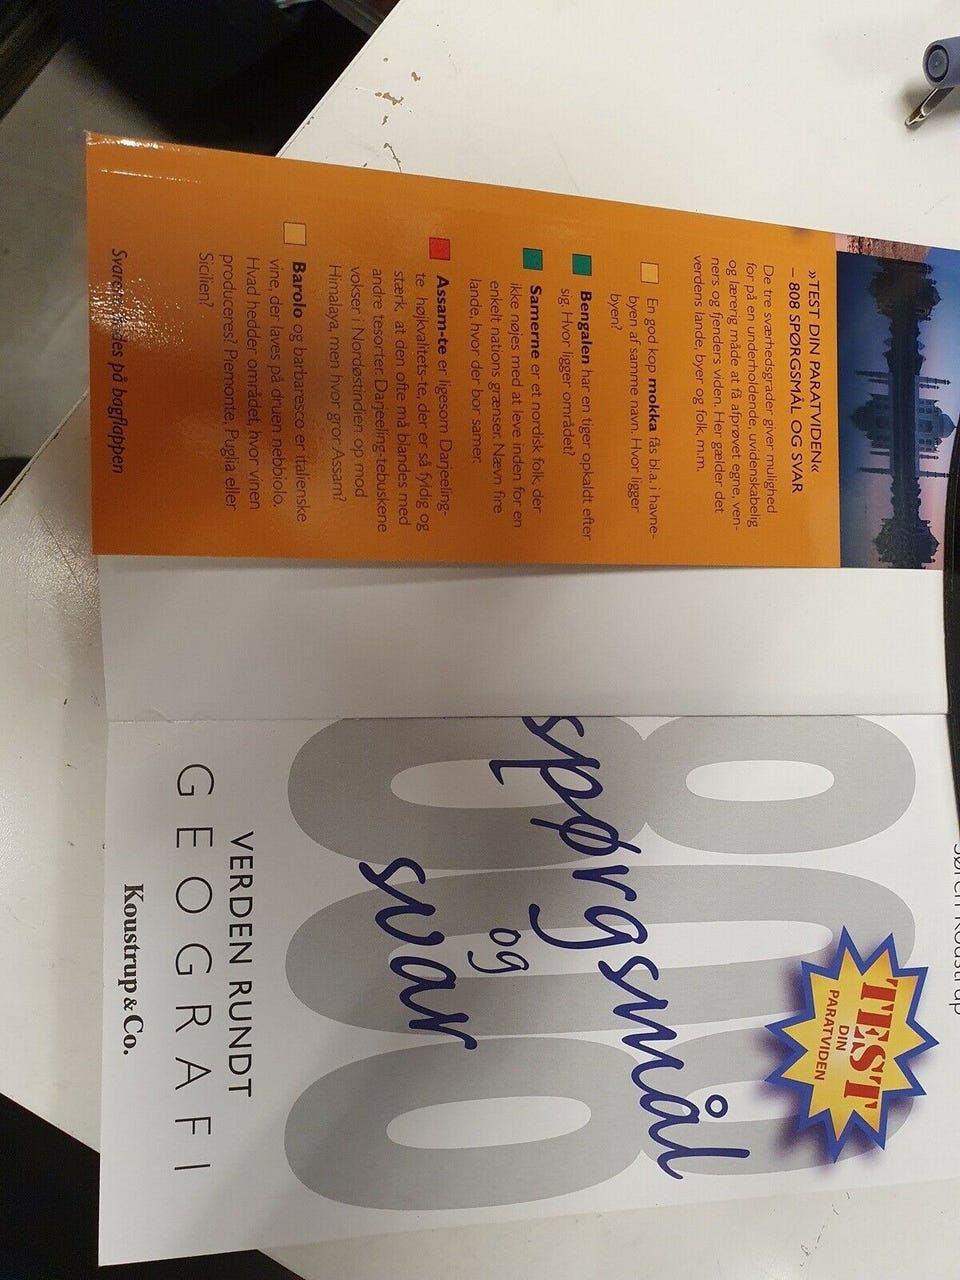 »TEST DIN PARATVIDEN«
– 808 SPØRGSMÅL OG SVAR
De tre sværhedsgrader giver mulighed
for på en underholdende, uvidenskabelig
og lærerig måde at få afprøvet egne, ven-
ners og fjenders viden. Her gælder det
verdens lande, byer og folk m.m.
En god kop mokka fås bl.a. i havne-
byen af samme navn. Hvor ligger
byen?
Bengalen har en tiger opkaldt efter
sig. Hvor ligger området?
Samerne er et nordisk folk, der
ikke nøjes med at leve inden for en
enkelt nations grænser. Nævn fire
lande, hvor der bor samer.
Assam-te er ligesom Darjeeling-
te højkvalitets-te, der er så fyldig og
stærk, at den ofte må blandes med
andre tesorter. Darjeeling-tebuskene
vokser i Nordøstindien op mod
Himalaya, men hvor gror Assam?
Barolo og barbaresco er italienske
vine, der laves på druen nebbiolo.
Hvad hedder området, hvor vinen
produceres? Piemonte, Puglia eller
Sicilien?
på bagflappen
Søren Koustrup
TEST
DIN
PARATVIDEN
808
spørgsmål
og
svar
VERDEN RUNDT
GEOGRAFI
Koustrup & Co.